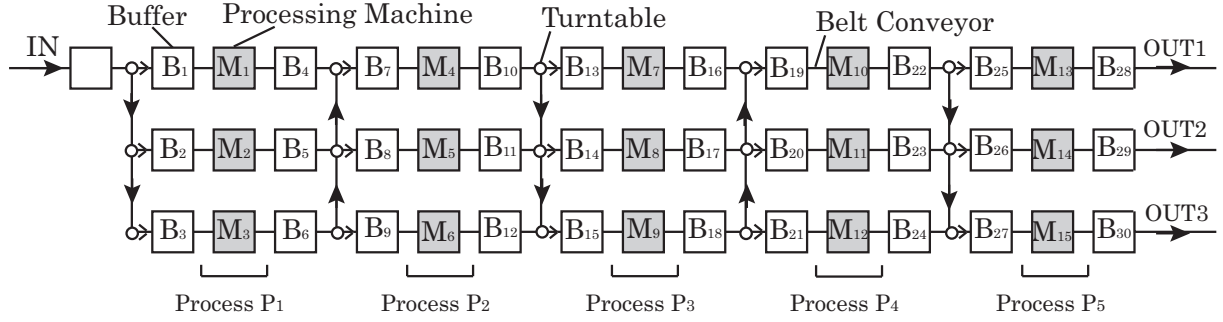 Buffer Processing Machine Turntable Belt Conveyor
IN B₁ M₁ B₄ B₇ M₄ B₁₀ B₁₃ M₇ B₁₆ B₁₉ M₁₀ B₂₂ B₂₅ M₁₃ B₂₈ OUT1
B₂ M₂ B₅ B₈ M₅ B₁₁ B₁₄ M₈ B₁₇ B₂₀ M₁₁ B₂₃ B₂₆ M₁₄ B₂₉ OUT2
B₃ M₃ B₆ B₉ M₆ B₁₂ B₁₅ M₉ B₁₈ B₂₁ M₁₂ B₂₄ B₂₇ M₁₅ B₃₀ OUT3
Process P₁ Process P₂ Process P₃ Process P₄ Process P₅